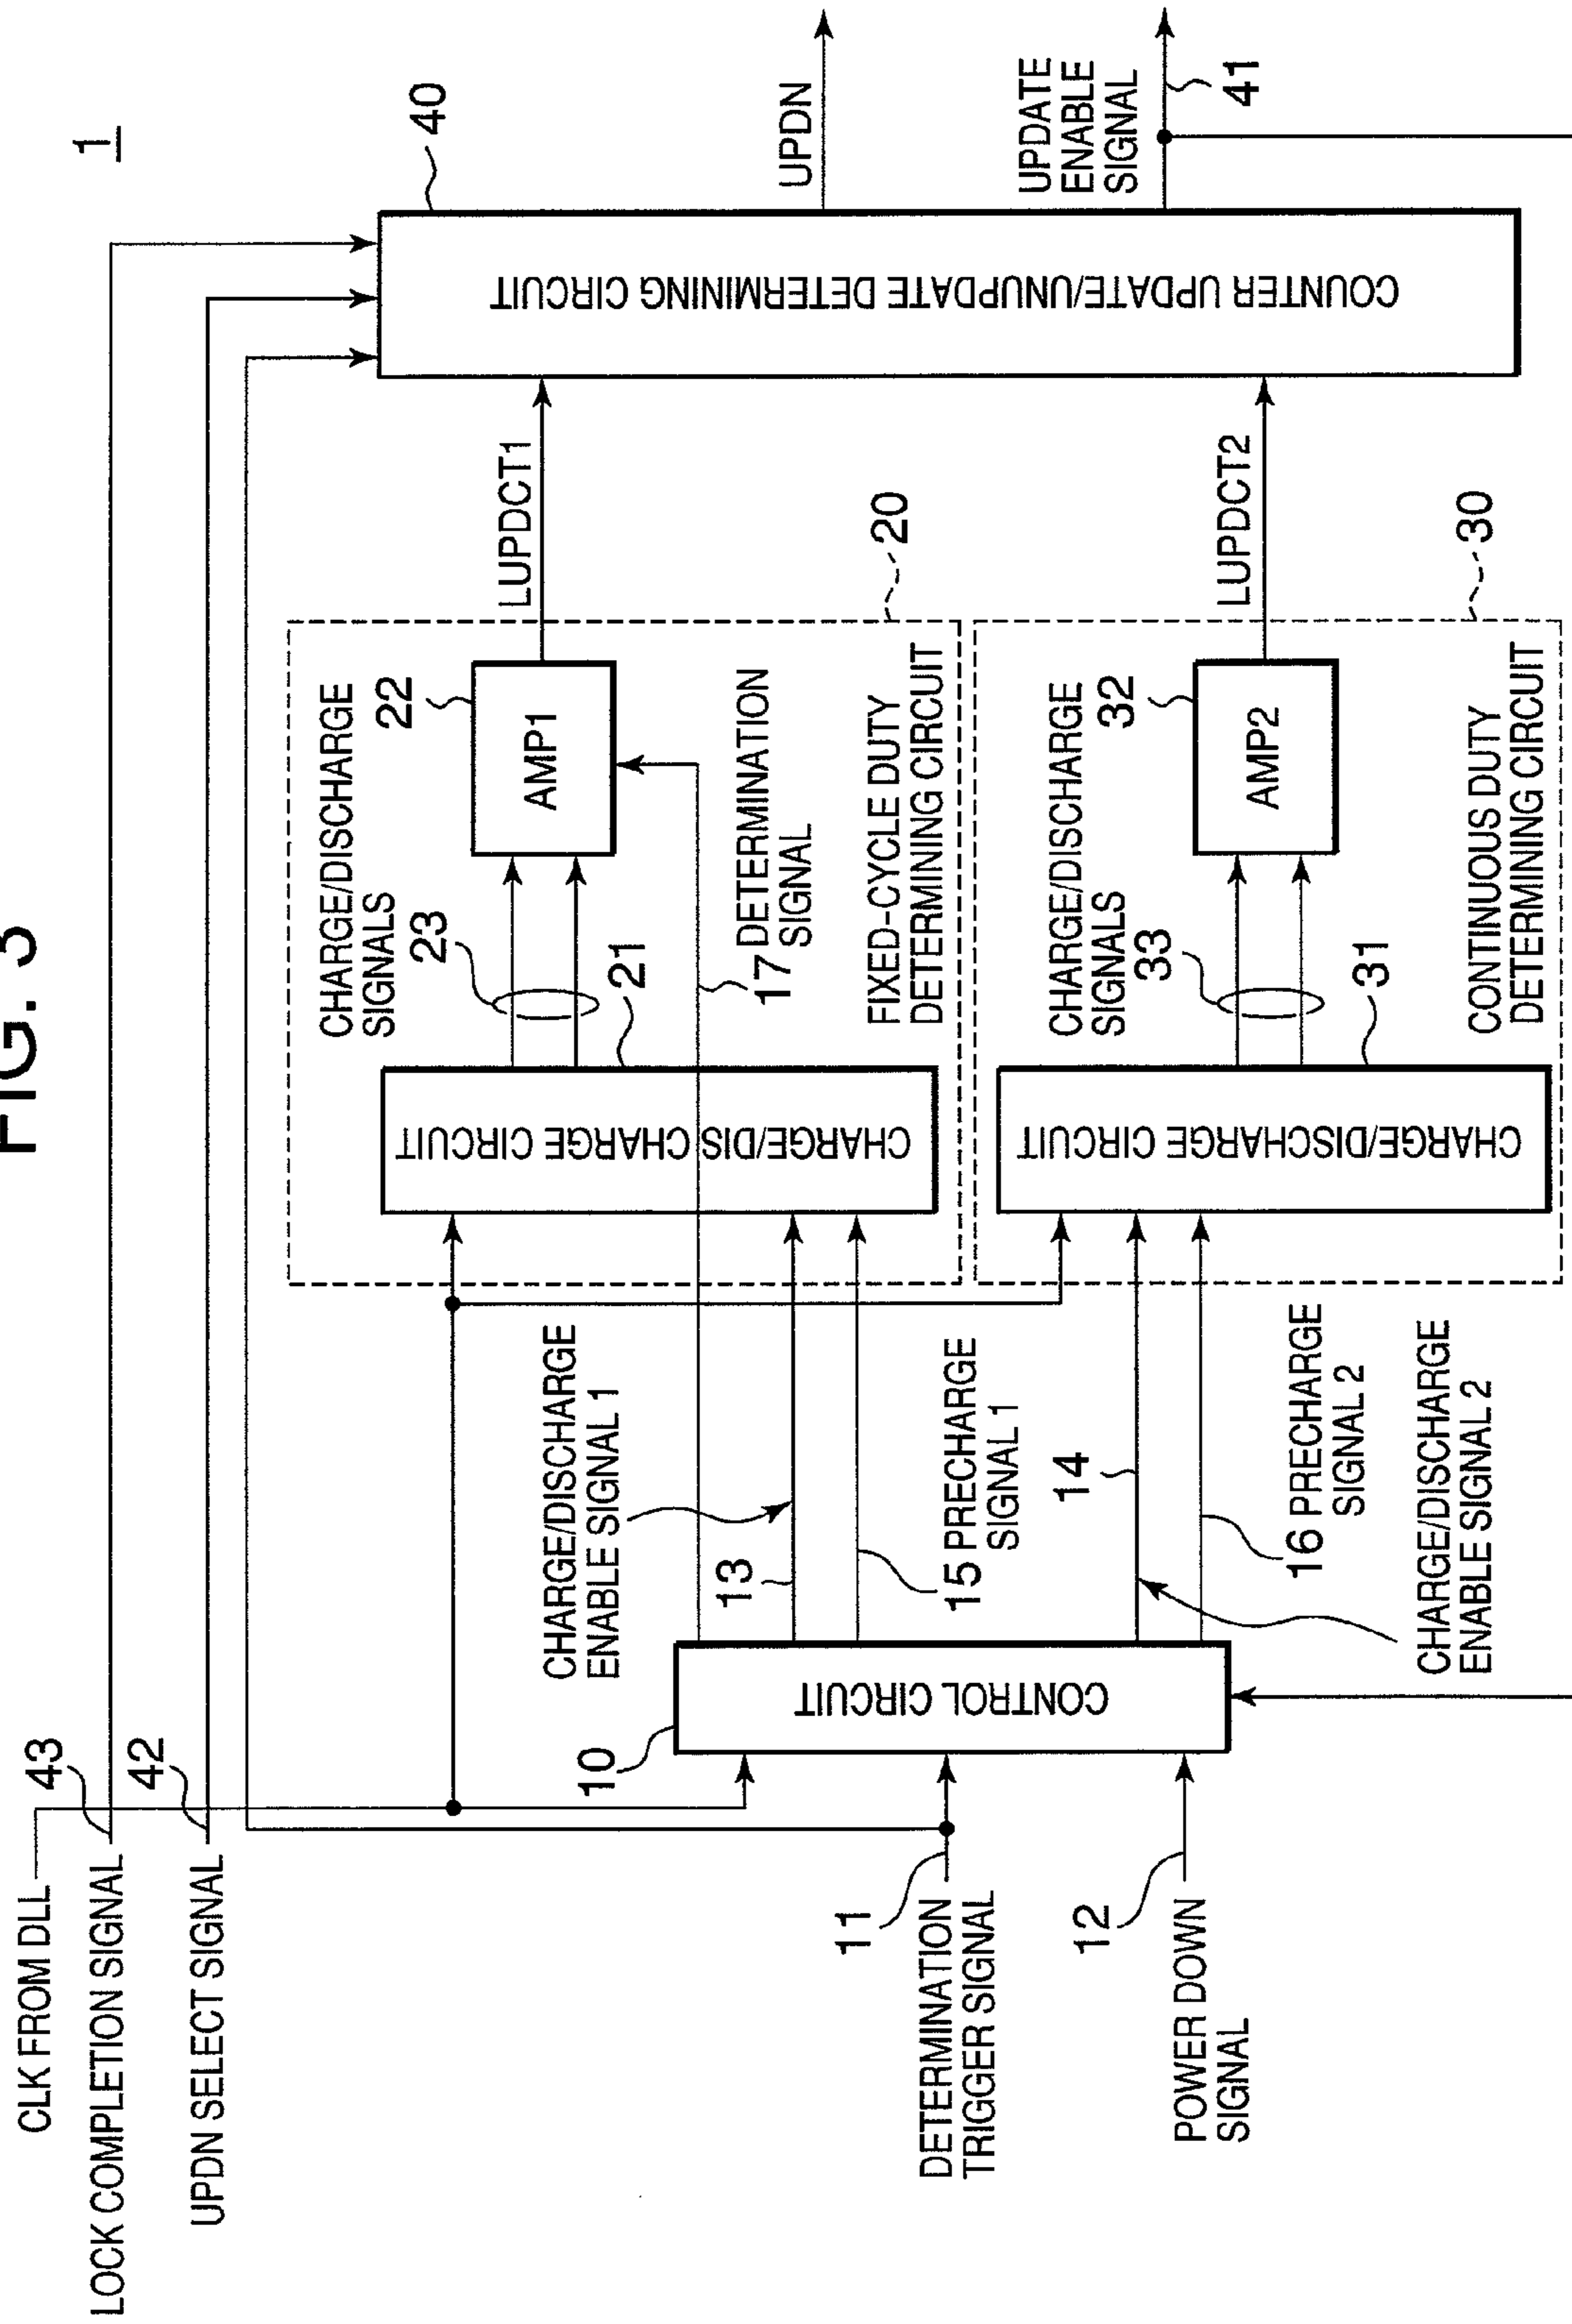 FIG. 3
1
CLK FROM DLL
LOCK COMPLETION SIGNAL
43
UPDN SELECT SIGNAL
42
DETERMINATION
TRIGGER SIGNAL
11
POWER DOWN
SIGNAL
12
10
CONTROL CIRCUIT
CHARGE/DISCHARGE
ENABLE SIGNAL 1
13
15 PRECHARGE
SIGNAL 1
14
16 PRECHARGE
SIGNAL 2
CHARGE/DISCHARGE
ENABLE SIGNAL 2
CHARGE/DIS CHARGE CIRCUIT
21
CHARGE/DISCHARGE
SIGNALS
23
22
AMP1
17 DETERMINATION
SIGNAL
FIXED-CYCLE DUTY
DETERMINING CIRCUIT
20
CHARGE/DISCHARGE CIRCUIT
31
CHARGE/DISCHARGE
SIGNALS
33
32
AMP2
CONTINUOUS DUTY
DETERMINING CIRCUIT
30
LUPDCT1
LUPDCT2
40
COUNTER UPDATE/UNUPDATE DETERMINING CIRCUIT
UPDN
UPDATE
ENABLE
SIGNAL
41